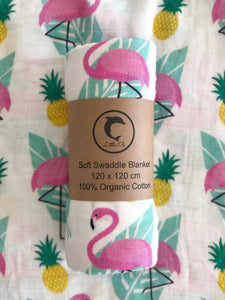 Soft Swaddle Blanket
120 x 120 cm
100% Organic Cotton